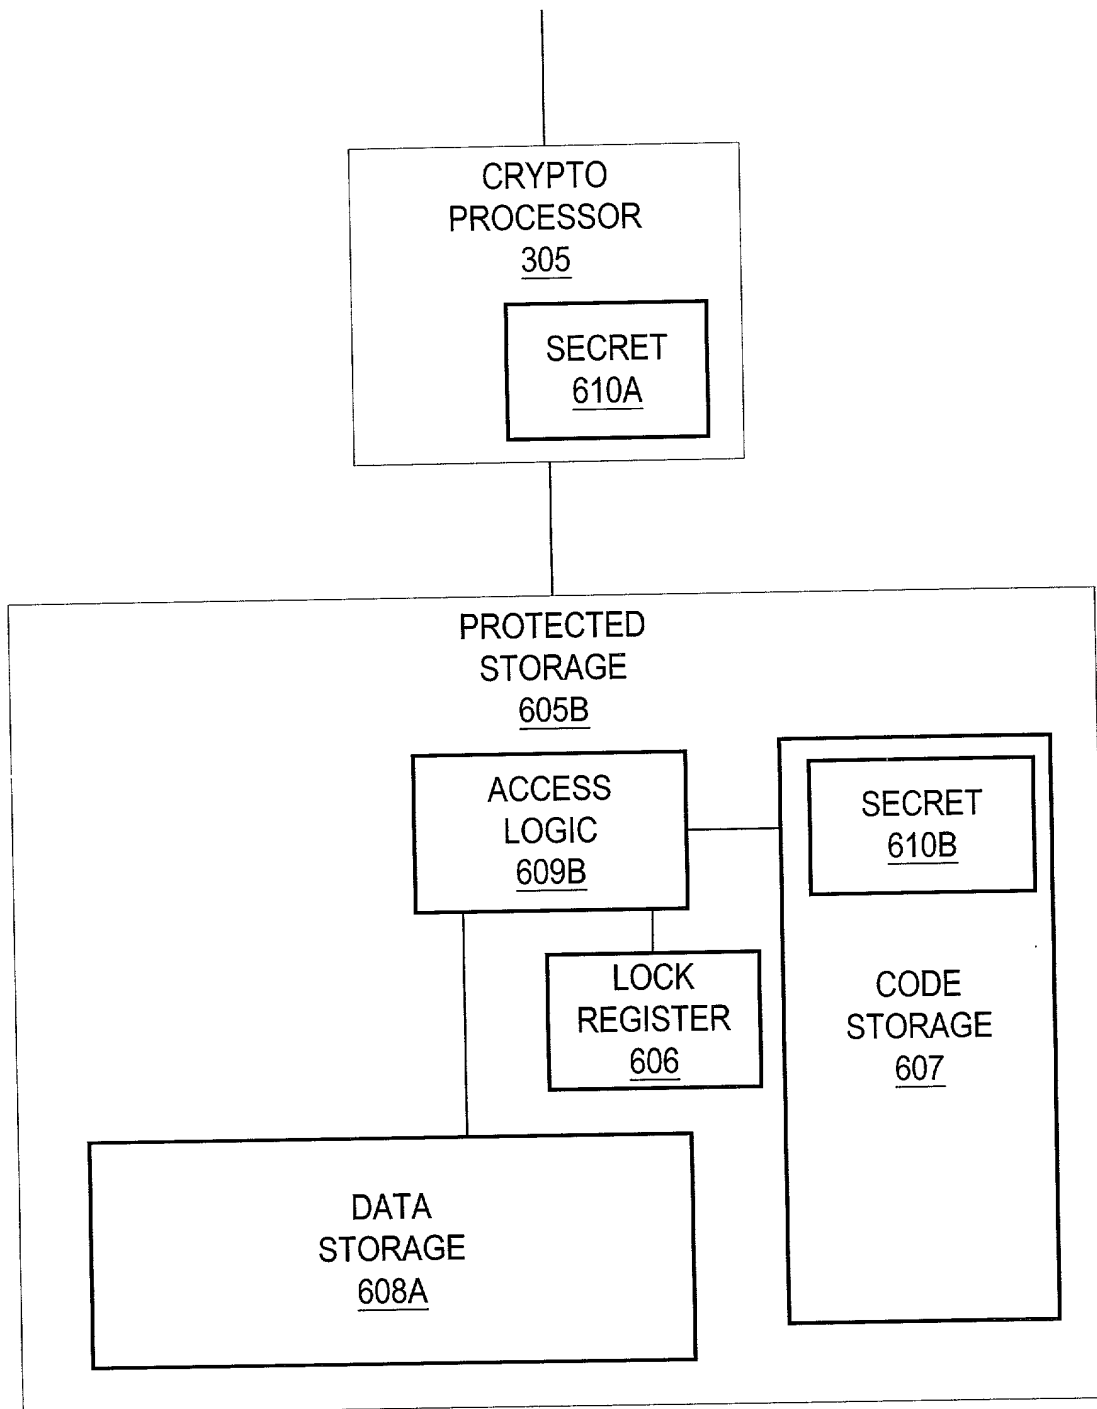 CRYPTO
PROCESSOR
305
SECRET
610A
PROTECTED
STORAGE
605B
ACCESS
LOGIC
609B
SECRET
610B
LOCK
REGISTER
606
CODE
STORAGE
607
DATA
STORAGE
608A